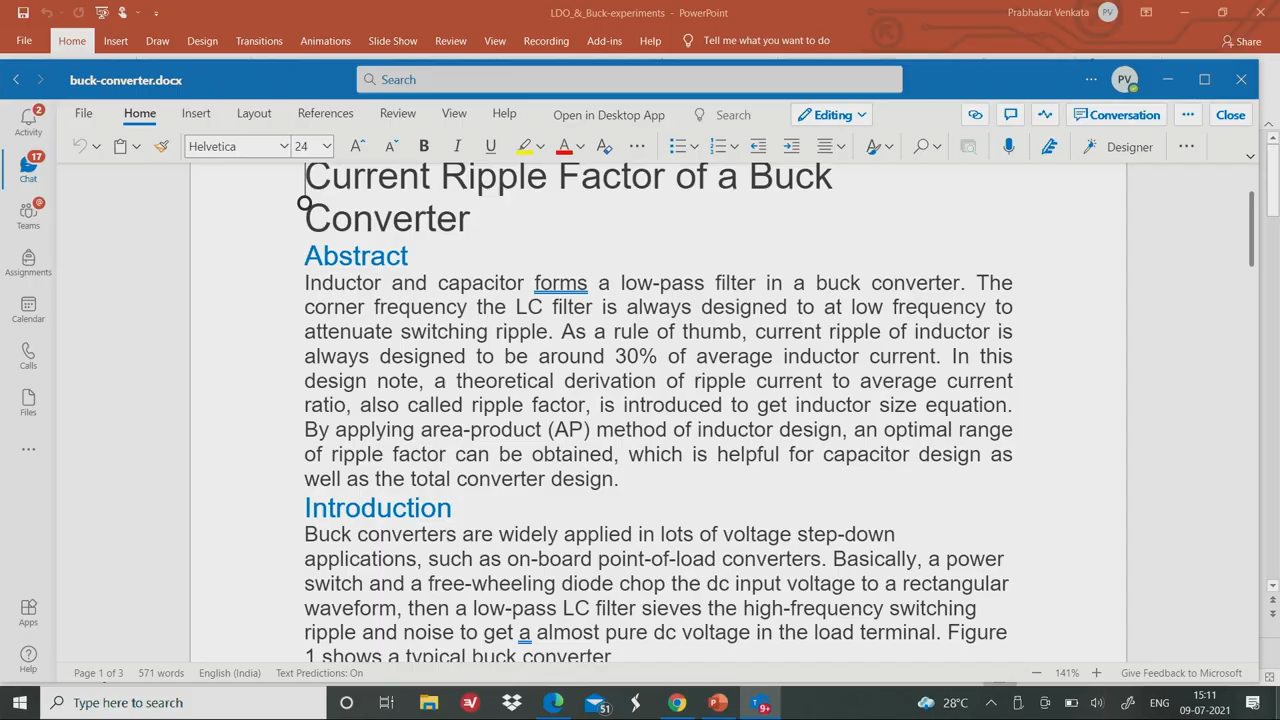 LDO_&_Buck-experiments - PowerPoint
Prabhakar Venkata PV
File Home Insert Draw Design Transitions Animations Slide Show Review View Recording Add-ins Help Tell me what you want to do Share
buck-converter.docx
Search
PV
File Home Insert Layout References Review View Help Open in Desktop App Search Editing Conversation Close
Helvetica 24 B I U A Designer
Activity 2
Chat 17
Teams
Assignments
Calendar
Calls
Files
Apps
Help
Current Ripple Factor of a Buck
Converter
Abstract
Inductor and capacitor forms a low-pass filter in a buck converter. The
corner frequency the LC filter is always designed to at low frequency to
attenuate switching ripple. As a rule of thumb, current ripple of inductor is
always designed to be around 30% of average inductor current. In this
design note, a theoretical derivation of ripple current to average current
ratio, also called ripple factor, is introduced to get inductor size equation.
By applying area-product (AP) method of inductor design, an optimal range
of ripple factor can be obtained, which is helpful for capacitor design as
well as the total converter design.
Introduction
Buck converters are widely applied in lots of voltage step-down
applications, such as on-board point-of-load converters. Basically, a power
switch and a free-wheeling diode chop the dc input voltage to a rectangular
waveform, then a low-pass LC filter sieves the high-frequency switching
ripple and noise to get a almost pure dc voltage in the load terminal. Figure
1 shows a typical buck converter
Page 1 of 3 571 words English (India) Text Predictions: On 141% Give Feedback to Microsoft
Type here to search 51 9+ 28°C ENG 15:11
09-07-2021